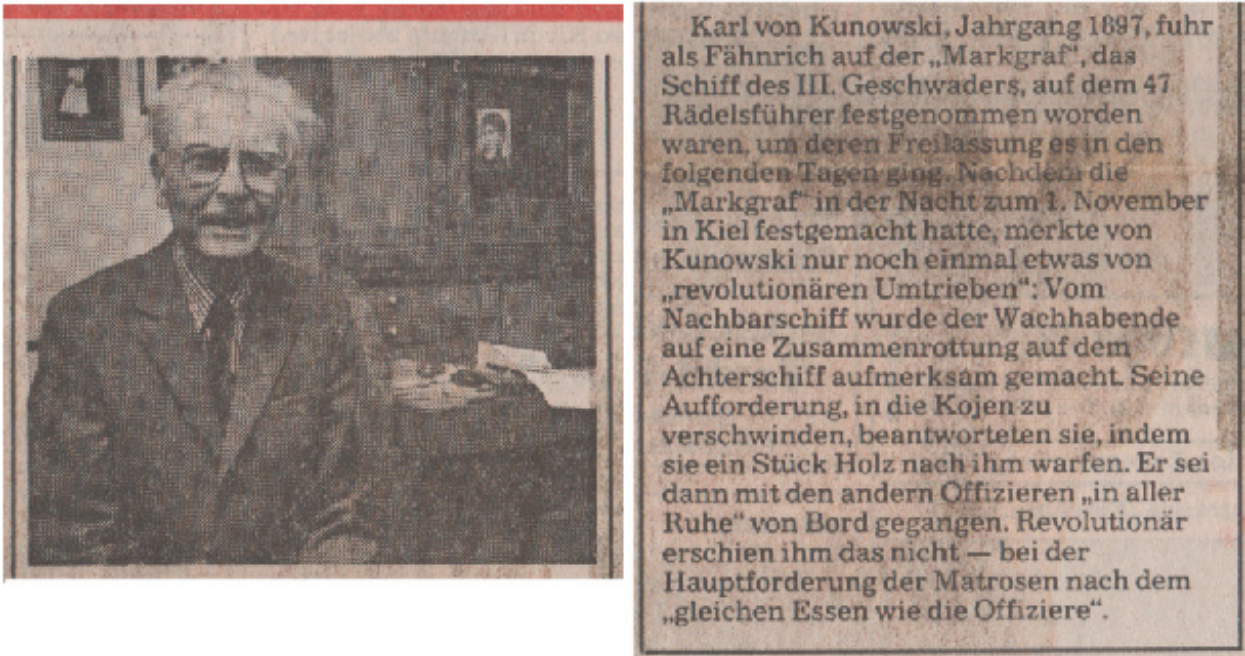 Karl von Kunowski, Jahrgang 1897, fuhr
als Fähnrich auf der „Markgraf“, das
Schiff des III. Geschwaders, auf dem 47
Rädelsführer festgenommen worden
waren, um deren Freilassung es in den
folgenden Tagen ging. Nachdem die
„Markgraf“ in der Nacht zum 1. November
in Kiel festgemacht hatte, merkte von
Kunowski nur noch einmal etwas von
„revolutionären Umtrieben“: Vom
Nachbarschiff wurde der Wachhabende
auf eine Zusammenrottung auf dem
Achterschiff aufmerksam gemacht. Seine
Aufforderung, in die Kojen zu
verschwinden, beantworteten sie, indem
sie ein Stück Holz nach ihm warfen. Er sei
dann mit den andern Offizieren „in aller
Ruhe“ von Bord gegangen. Revolutionär
erschien ihm das nicht — bei der
Hauptforderung der Matrosen nach dem
„gleichen Essen wie die Offiziere“.